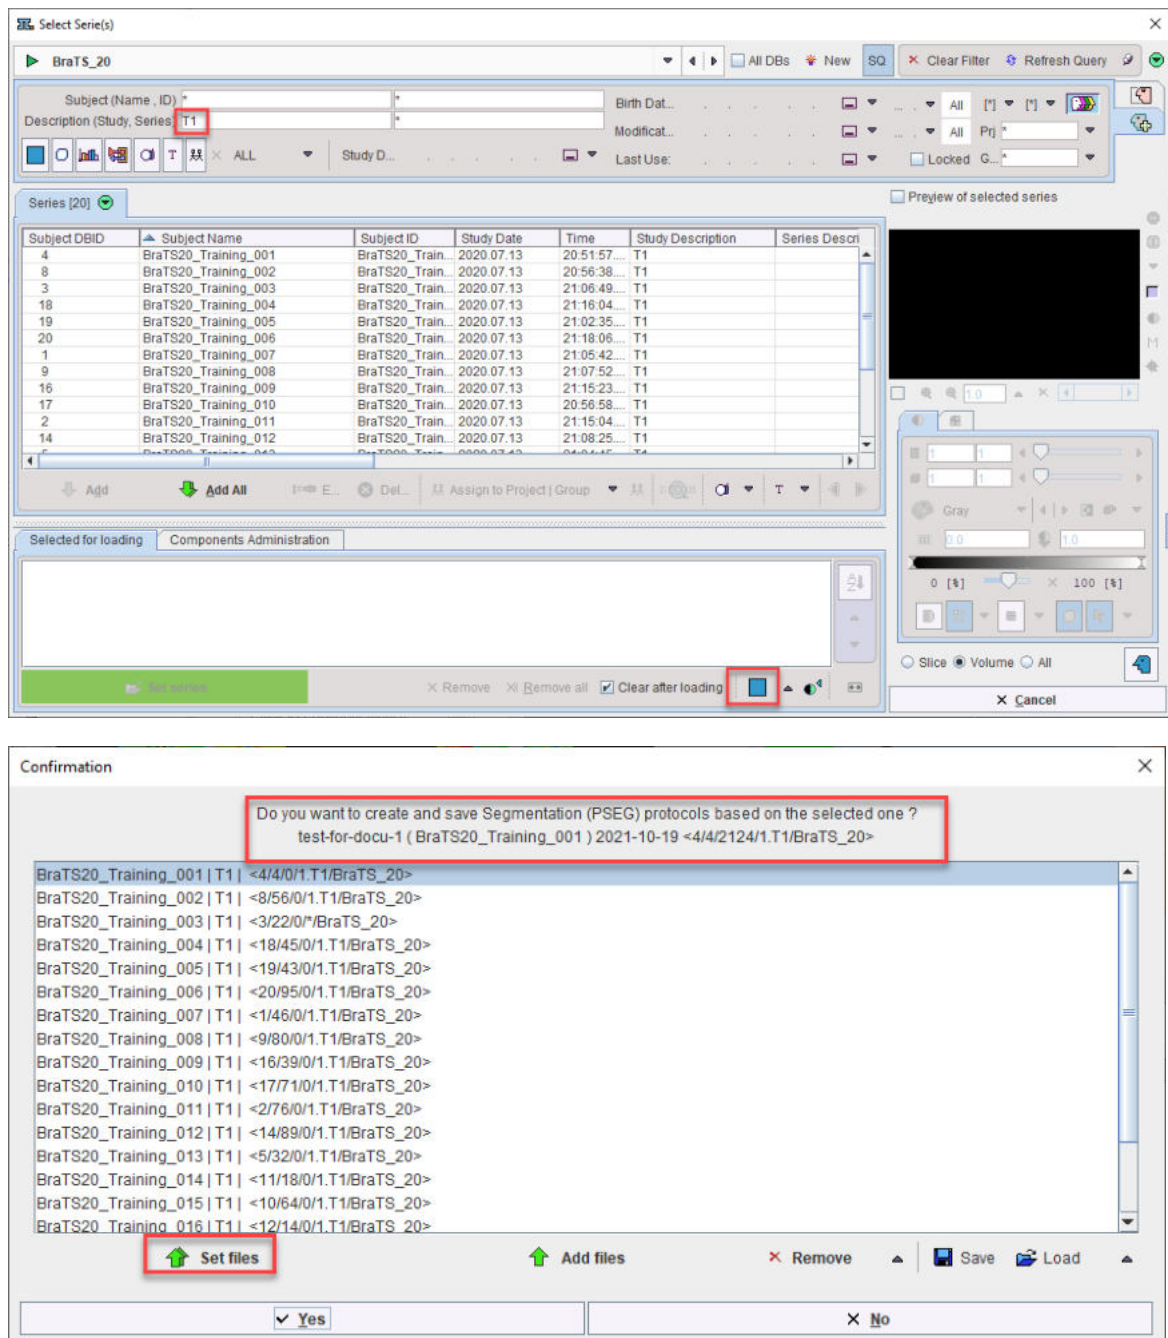 Select Serie(s)
BraTS_20 All DBs New SQ Clear Filter Refresh Query
Subject (Name , ID) * * Birth Dat... All [*] [*]
Description (Study, Series) T1 * Modificat... All Prj *
ALL Study D... Last Use: Locked G... *
Series [20] Preview of selected series
Subject DBID Subject Name Subject ID Study Date Time Study Description Series Descri
4 BraTS20_Training_001 BraTS20_Train... 2020.07.13 20:51:57.... T1
8 BraTS20_Training_002 BraTS20_Train... 2020.07.13 20:56:38.... T1
3 BraTS20_Training_003 BraTS20_Train... 2020.07.13 21:06:49.... T1
18 BraTS20_Training_004 BraTS20_Train... 2020.07.13 21:16:04.... T1
19 BraTS20_Training_005 BraTS20_Train... 2020.07.13 21:02:35.... T1
20 BraTS20_Training_006 BraTS20_Train... 2020.07.13 21:18:06.... T1
1 BraTS20_Training_007 BraTS20_Train... 2020.07.13 21:05:42.... T1
9 BraTS20_Training_008 BraTS20_Train... 2020.07.13 21:07:52.... T1
16 BraTS20_Training_009 BraTS20_Train... 2020.07.13 21:15:23.... T1
17 BraTS20_Training_010 BraTS20_Train... 2020.07.13 20:56:58.... T1
2 BraTS20_Training_011 BraTS20_Train... 2020.07.13 21:15:04.... T1
14 BraTS20_Training_012 BraTS20_Train... 2020.07.13 21:08:25.... T1
1.0
Add Add All E... Del... Assign to Project | Group T
1 1
1 1
Gray
0.0 1.0
0 [%] 100 [%]
Selected for loading Components Administration
Slice Volume All
Set series Remove Remove all Clear after loading
Cancel
Confirmation
Do you want to create and save Segmentation (PSEG) protocols based on the selected one ?
test-for-docu-1 ( BraTS20_Training_001 ) 2021-10-19 <4/4/2124/1.T1/BraTS_20>
BraTS20_Training_001 | T1 | <4/4/0/1.T1/BraTS_20>
BraTS20_Training_002 | T1 | <8/56/0/1.T1/BraTS_20>
BraTS20_Training_003 | T1 | <3/22/0/*/BraTS_20>
BraTS20_Training_004 | T1 | <18/45/0/1.T1/BraTS_20>
BraTS20_Training_005 | T1 | <19/43/0/1.T1/BraTS_20>
BraTS20_Training_006 | T1 | <20/95/0/1.T1/BraTS_20>
BraTS20_Training_007 | T1 | <1/46/0/1.T1/BraTS_20>
BraTS20_Training_008 | T1 | <9/80/0/1.T1/BraTS_20>
BraTS20_Training_009 | T1 | <16/39/0/1.T1/BraTS_20>
BraTS20_Training_010 | T1 | <17/71/0/1.T1/BraTS_20>
BraTS20_Training_011 | T1 | <2/76/0/1.T1/BraTS_20>
BraTS20_Training_012 | T1 | <14/89/0/1.T1/BraTS_20>
BraTS20_Training_013 | T1 | <5/32/0/1.T1/BraTS_20>
BraTS20_Training_014 | T1 | <11/18/0/1.T1/BraTS_20>
BraTS20_Training_015 | T1 | <10/64/0/1.T1/BraTS_20>
BraTS20_Training_016 | T1 | <12/14/0/1.T1/BraTS_20>
Set files Add files Remove Save Load
Yes No